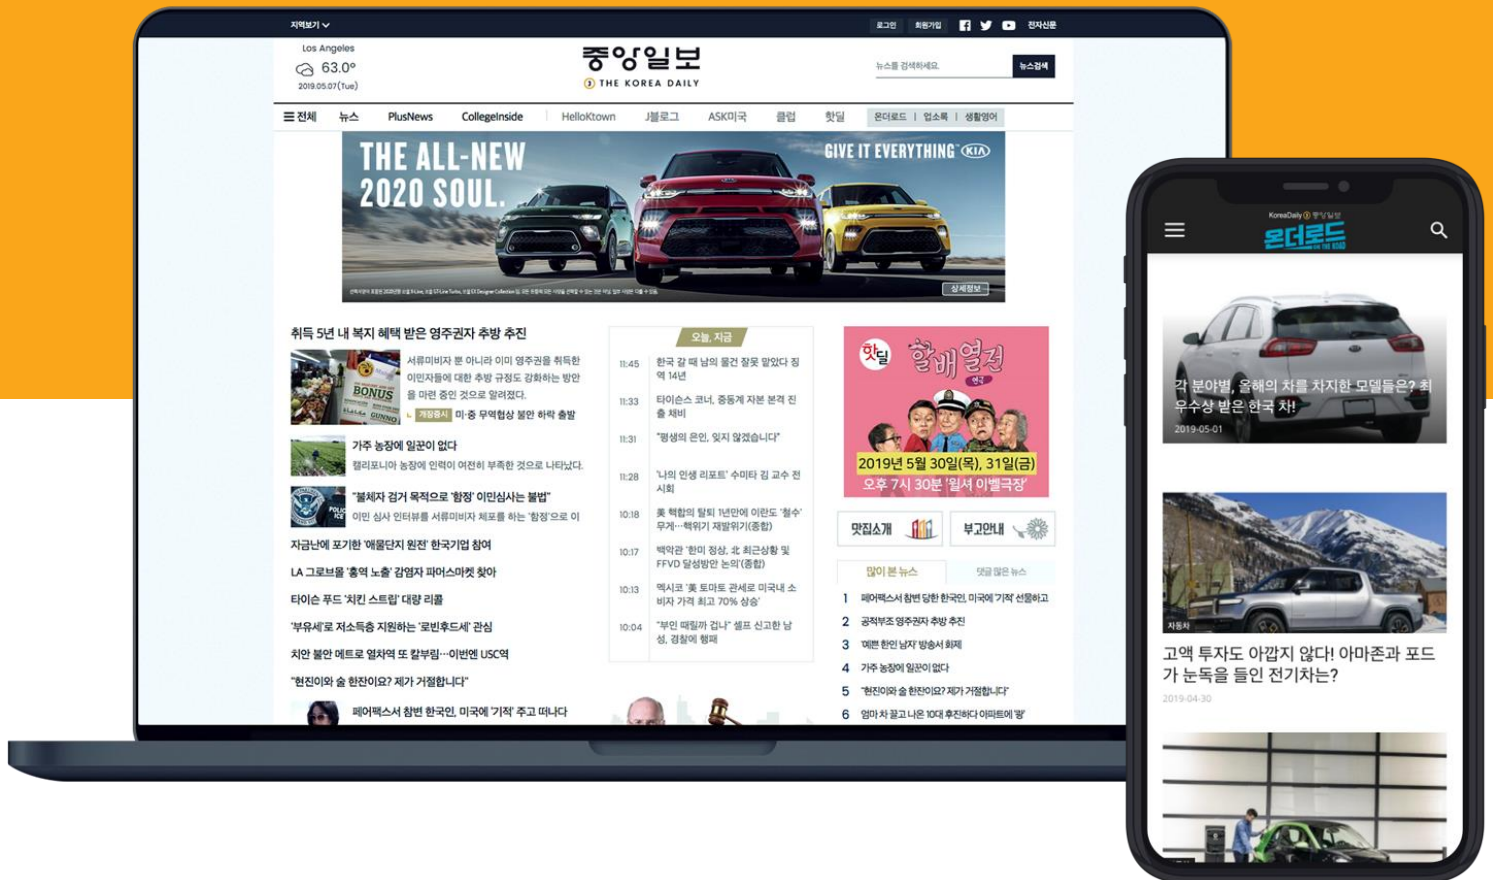 지역보기
로그인 회원가입 전자신문
Los Angeles
63.0°
2019.05.07(Tue)
중앙일보
THE KOREA DAILY
뉴스를 검색하세요.
뉴스검색
전체 뉴스 PlusNews CollegeInside HelloKtown J블로그 ASK미국 클럽 핫딜 온더로드 | 업소록 | 생활영어
THE ALL-NEW
2020 SOUL.
GIVE IT EVERYTHING KIA
상세정보
취득 5년 내 복지 혜택 받은 영주권자 추방 추진
서류미비자 뿐 아니라 이미 영주권을 취득한
이민자들에 대한 추방 규정도 강화하는 방안
을 마련 중인 것으로 알려졌다.
개장증시 미·중 무역협상 불안 하락 출발
BONUS
가주 농장에 일꾼이 없다
캘리포니아 농장에 인력이 여전히 부족한 것으로 나타났다.
"불체자 검거 목적으로 '함정' 이민심사는 불법"
이민 심사 인터뷰를 서류미비자 체포를 하는 '함정'으로 이
POLICE
ICE
자금난에 포기한 '애물단지 원전' 한국기업 참여
LA 그로브몰 '홍역 노출' 감염자 파머스마켓 찾아
타이슨 푸드 '치킨 스트립' 대량 리콜
'부유세'로 저소득층 지원하는 '로빈후드세' 관심
치안 불안 메트로 열차역 또 칼부림…이번엔 USC역
"현진이와 술 한잔이요? 제가 거절합니다"
페어팩스서 참변 한국인, 미국에 '기적' 주고 떠나다
오늘, 지금
11:45 한국 갈 때 남의 물건 잘못 맡았다 징
역 14년
11:33 타이슨스 코너, 중동계 자본 본격 진
출 채비
11:31 "평생의 은인, 잊지 않겠습니다"
11:28 '나의 인생 리포트' 수미타 김 교수 전
시회
10:18 美 핵합의 탈퇴 1년만에 이란도 '철수'
무게…핵위기 재발위기(종합)
10:17 백악관 '한미 정상, 北 최근상황 및
FFVD 달성방안 논의'(종합)
10:13 멕시코 '美 토마토 관세로 미국내 소
비자 가격 최고 70% 상승'
10:04 "부인 때릴까 겁나" 셀프 신고한 남
성, 경찰에 행패
핫딜
할배열전
연극
2019년 5월 30일(목), 31일(금)
오후 7시 30분 '윌셔 이벨극장'
맛집소개 부고안내
많이 본 뉴스 댓글 많은 뉴스
1 페어팩스서 참변 당한 한국인, 미국에 '기적' 선물하고
2 공적부조 영주권자 추방 추진
3 '예쁜 한인 남자' 방송서 화제
4 가주 농장에 일꾼이 없다
5 "현진이와 술 한잔이요? 제가 거절합니다"
6 엄마 차 끌고 나온 10대 후진하다 아파트에 '쾅'
KoreaDaily 중앙일보
온더로드
ON THE ROAD
각 분야별, 올해의 차를 차지한 모델들은? 최
우수상 받은 한국 차!
2019-05-01
자동차
고액 투자도 아깝지 않다! 아마존과 포드
가 눈독을 들인 전기차는?
2019-04-30